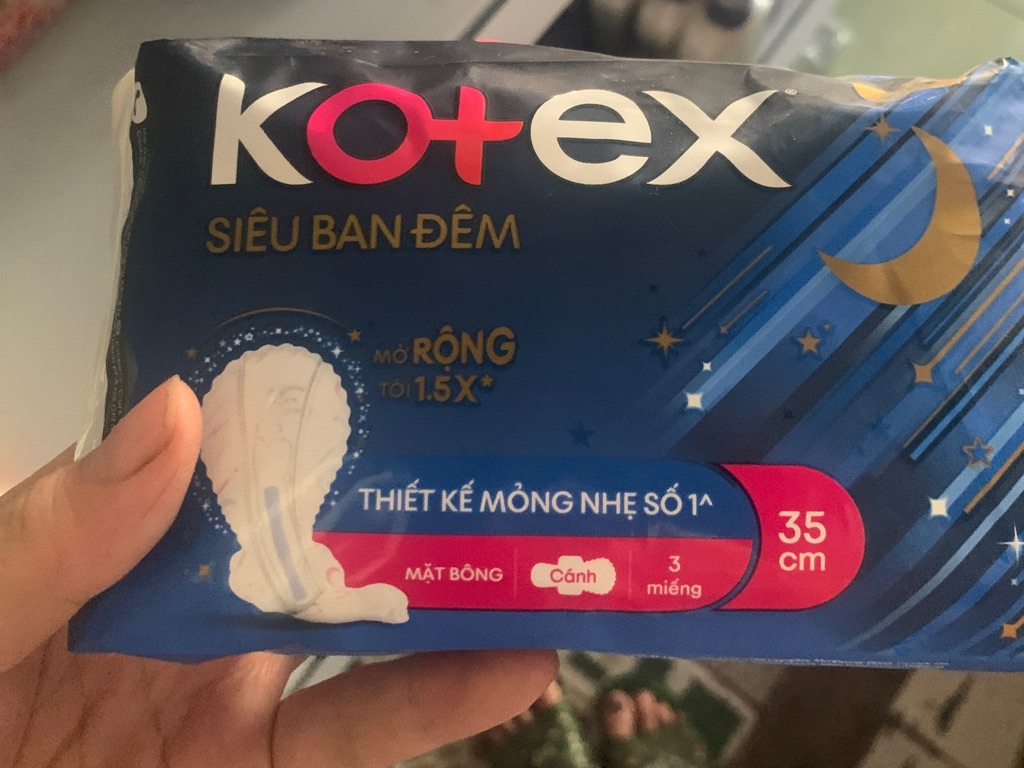 Kotex®
SIÊU BAN ĐÊM
MỞ RỘNG
TỚI 1.5X*
THIẾT KẾ MỎNG NHẸ SỐ 1^
MẶT BÔNG
Cánh
3
miếng
35
cm